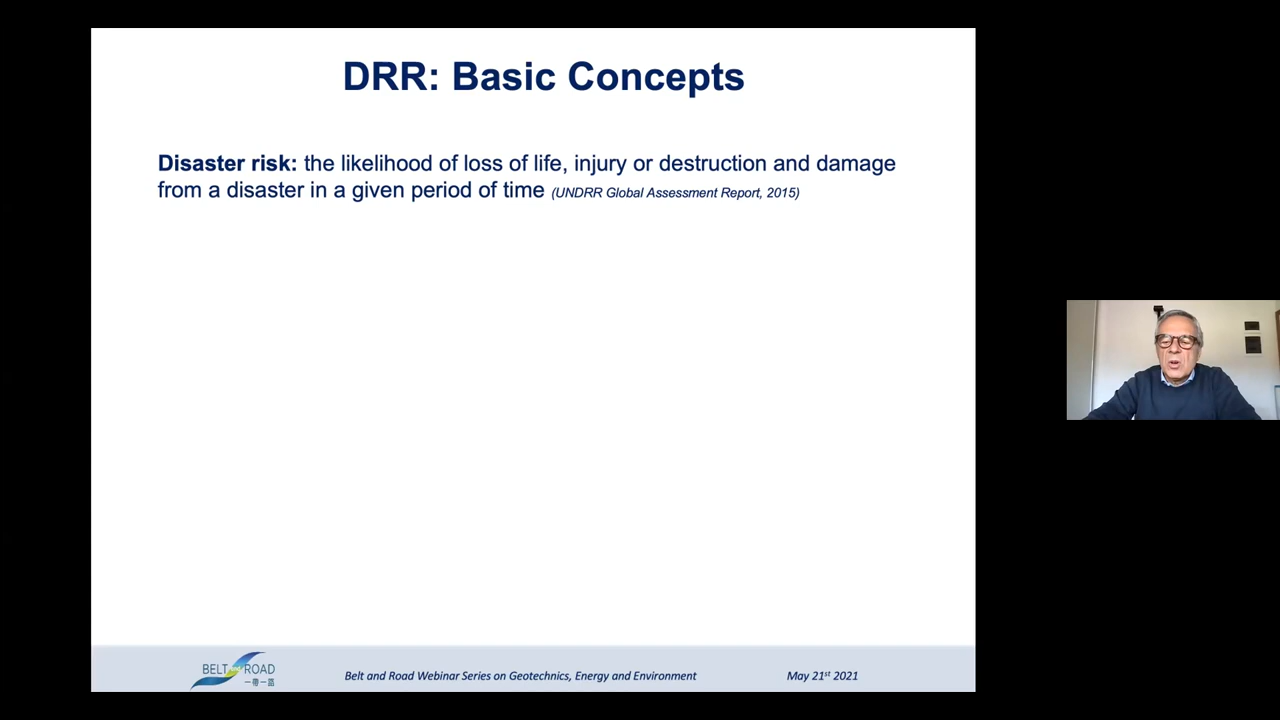 DRR: Basic Concepts
Disaster risk: the likelihood of loss of life, injury or destruction and damage
from a disaster in a given period of time (UNDRR Global Assessment Report, 2015)
BELT AND ROAD
一帶一路
Belt and Road Webinar Series on Geotechnics, Energy and Environment
May 21st 2021